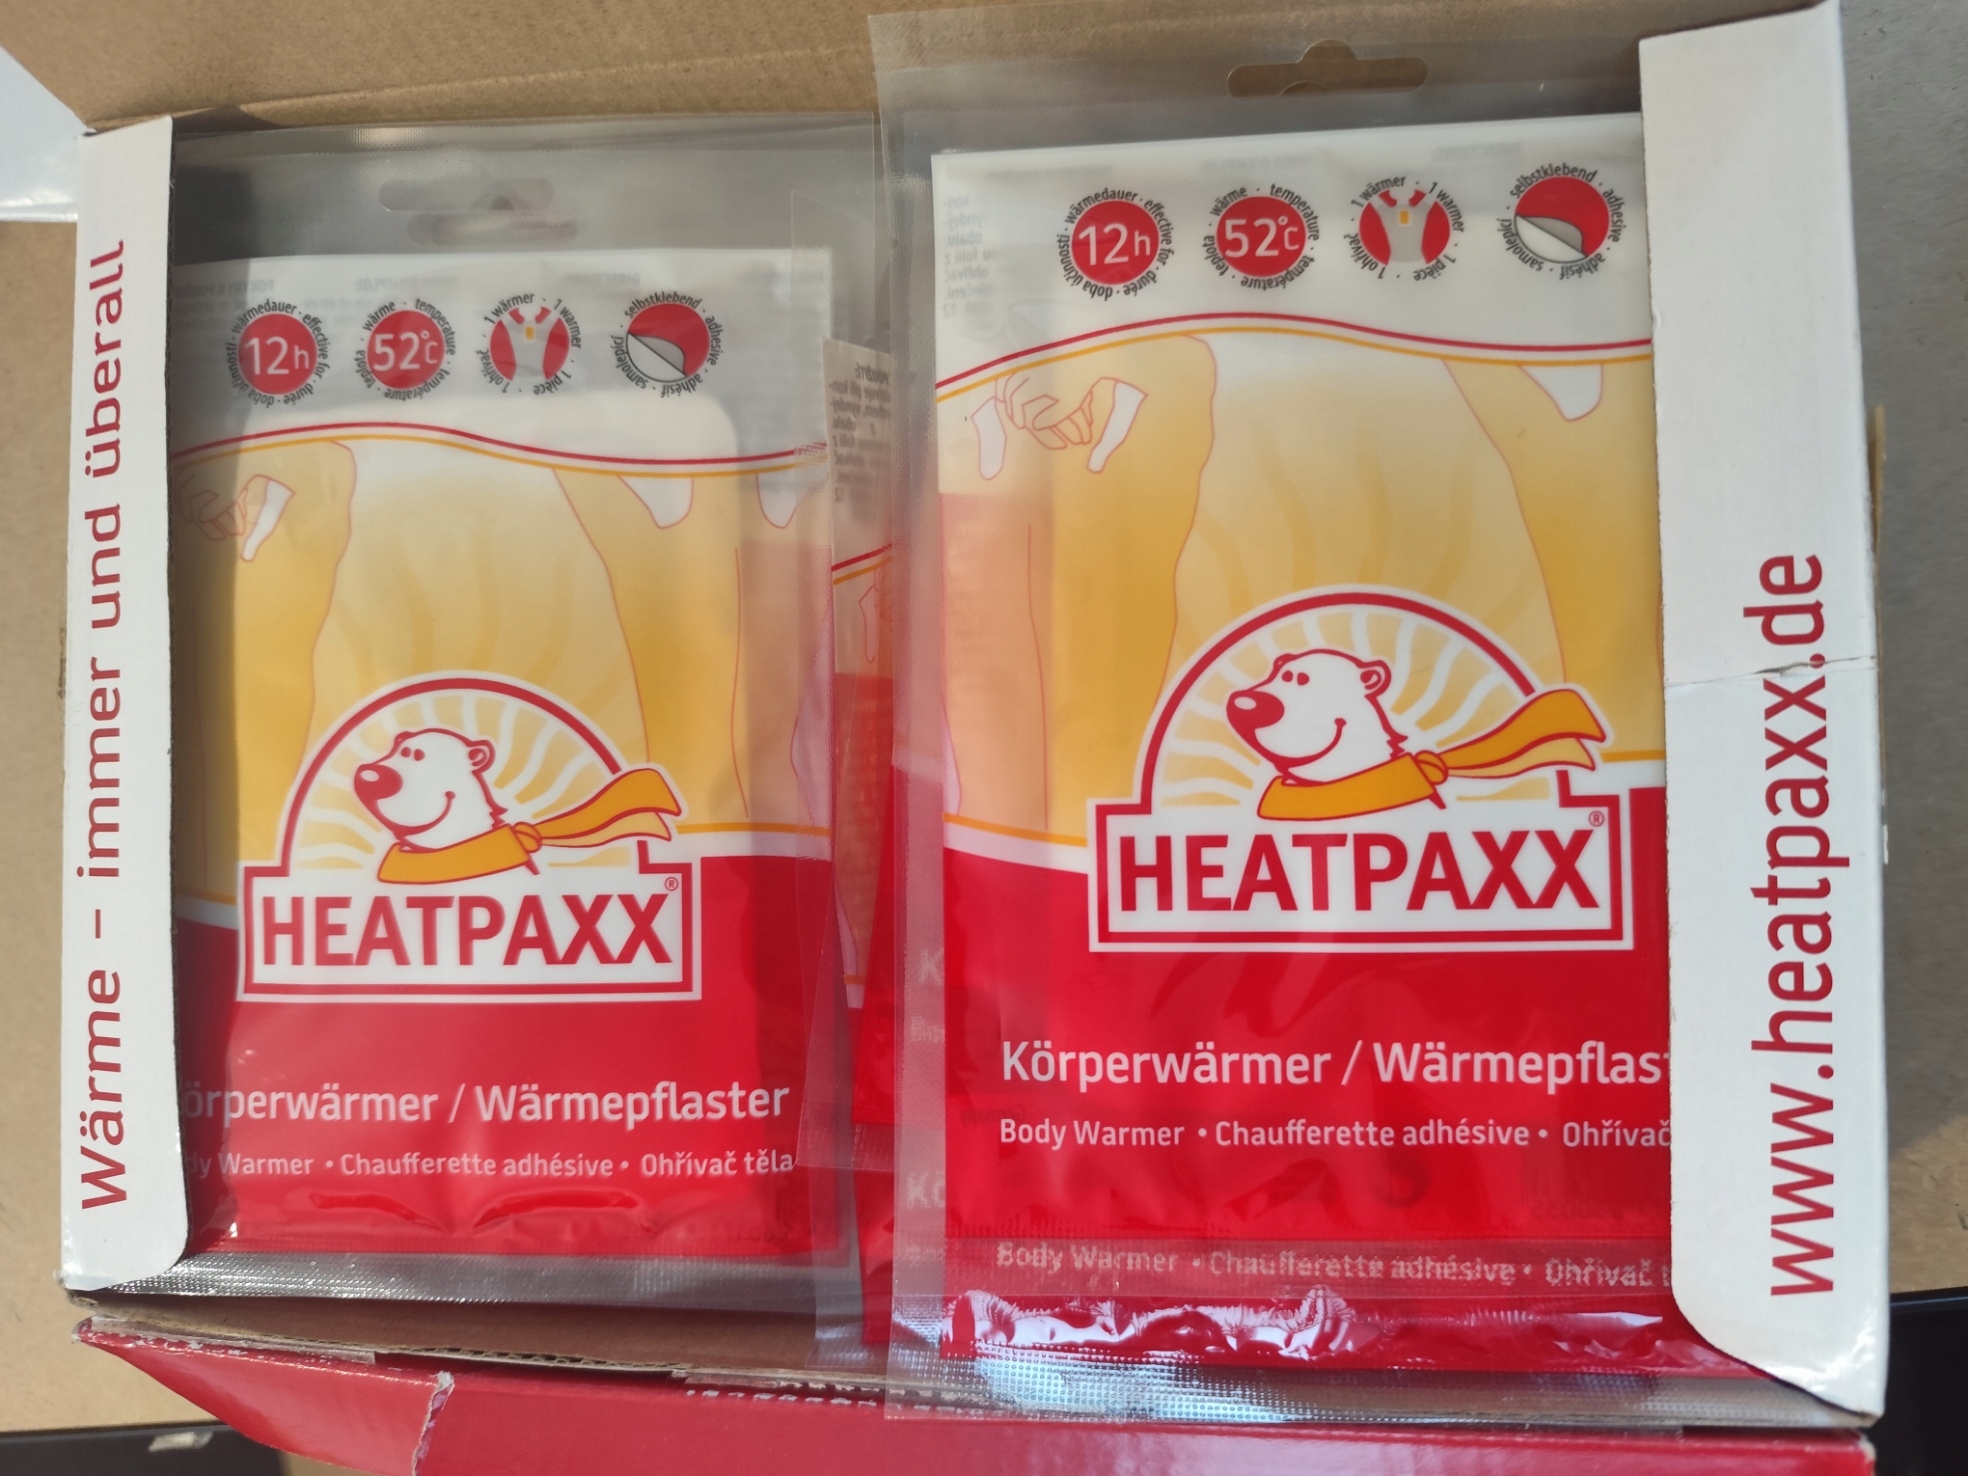 Wärme – immer und überall
wärmedauer · effective for · durée · doba účinnosti
12h
wärme · temperature · température · teplota
52°C
1 wärmer · 1 warmer · 1 pièce · 1 ohřívač
selbstklebend · adhesive · adhésif · samolepicí
HEATPAXX®
örperwärmer / Wärmepflaster
dy Warmer • Chaufferette adhésive • Ohřívač těla
wärmedauer · effective for · durée · doba účinnosti
12h
wärme · temperature · température · teplota
52°C
1 wärmer · 1 warmer · 1 pièce · 1 ohřívač
selbstklebend · adhesive · adhésif · samolepicí
HEATPAXX®
Körperwärmer / Wärmepflast
Body Warmer • Chaufferette adhésive • Ohřívač
Body Warmer • Chaufferette adhésive • Ohřívač t
www.heatpaxx.de